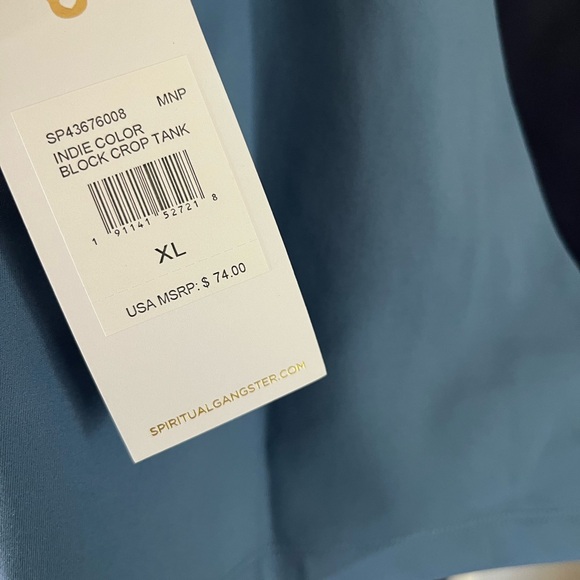 SP43676008 MNP
INDIE COLOR
BLOCK CROP TANK
1 91141 52721 8
XL
USA MSRP: $ 74.00
SPIRITUALGANGSTER.COM